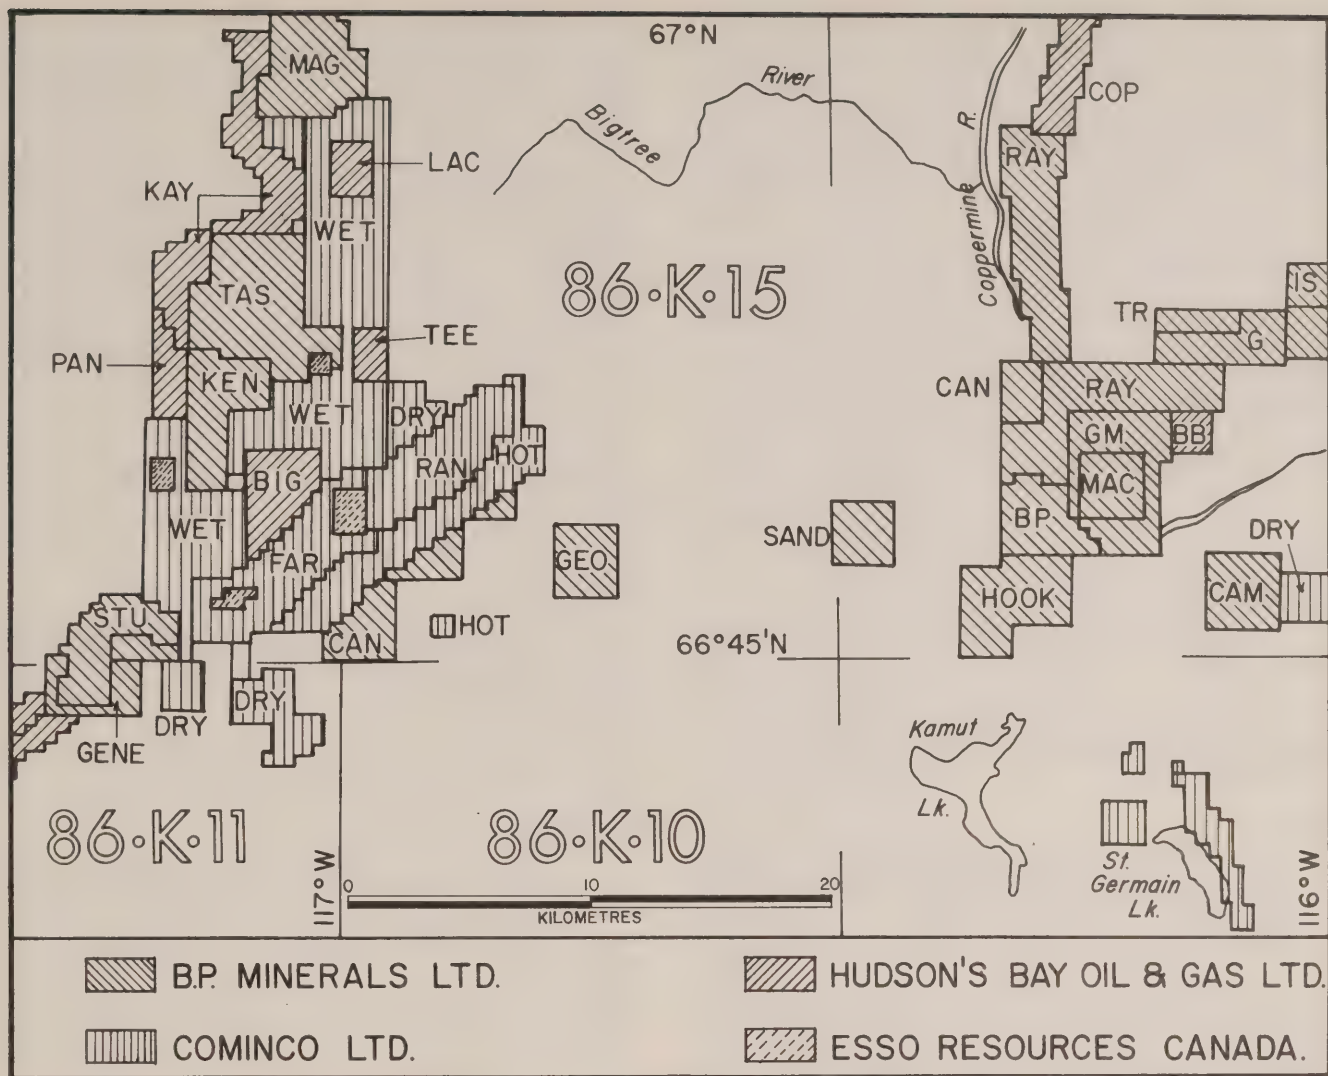 67°N
MAG
River
Bigtree
COP
R.
RAY
LAC
KAY
WET
Coppermine
86·K·15
IS
TAS
TR
G
TEE
PAN
KEN
CAN
RAY
WET
DRY
GM
BB
HOT
RAN
BIG
MAC
WET
BP
SAND
DRY
FAR
GEO
CAM
HOOK
STU
HOT
CAN
66°45'N
DRY
DRY
GENE
Kamut
Lk.
86·K·11
86·K·10
St.
Germain
Lk.
117°W
116°W
0 10 20
KILOMETRES
B.P. MINERALS LTD.
HUDSON'S BAY OIL & GAS LTD.
COMINCO LTD.
ESSO RESOURCES CANADA.